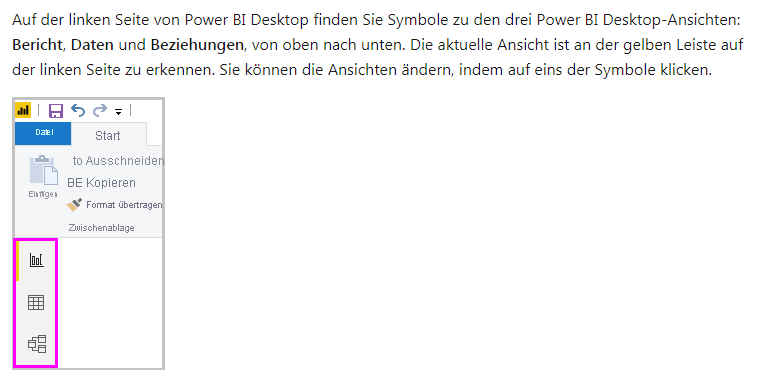 Auf der linken Seite von Power BI Desktop finden Sie Symbole zu den drei Power BI Desktop-Ansichten:
Bericht, Daten und Beziehungen, von oben nach unten. Die aktuelle Ansicht ist an der gelben Leiste auf
der linken Seite zu erkennen. Sie können die Ansichten ändern, indem auf eins der Symbole klicken.
Datei Start
to Ausschneiden
BE Kopieren
Einfügen
Format übertragen
Zwischenablage